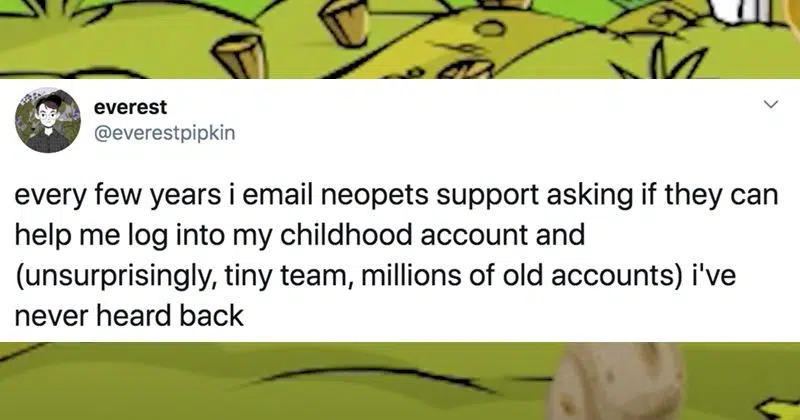 everest
@everestpipkin
every few years i email neopets support asking if they can
help me log into my childhood account and
(unsurprisingly, tiny team, millions of old accounts) i've
never heard back